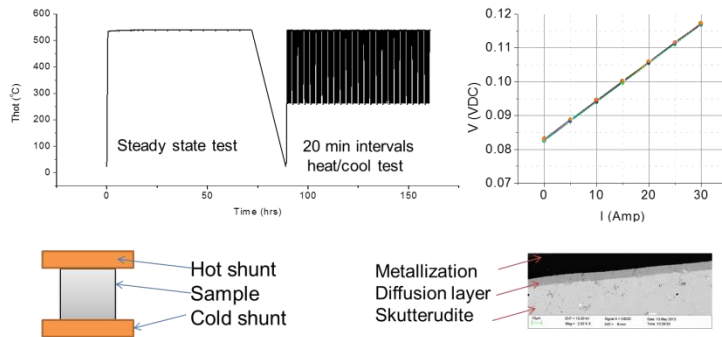 600
500
400
300
200
100
0
Thot (°C)
Steady state test
20 min intervals
heat/cool test
0
50
100
150
Time (hrs)
0.12
0.11
0.10
0.09
0.08
0.07
V (VDC)
0
10
20
30
I (Amp)
Hot shunt
Sample
Cold shunt
Metallization
Diffusion layer
Skutterudite